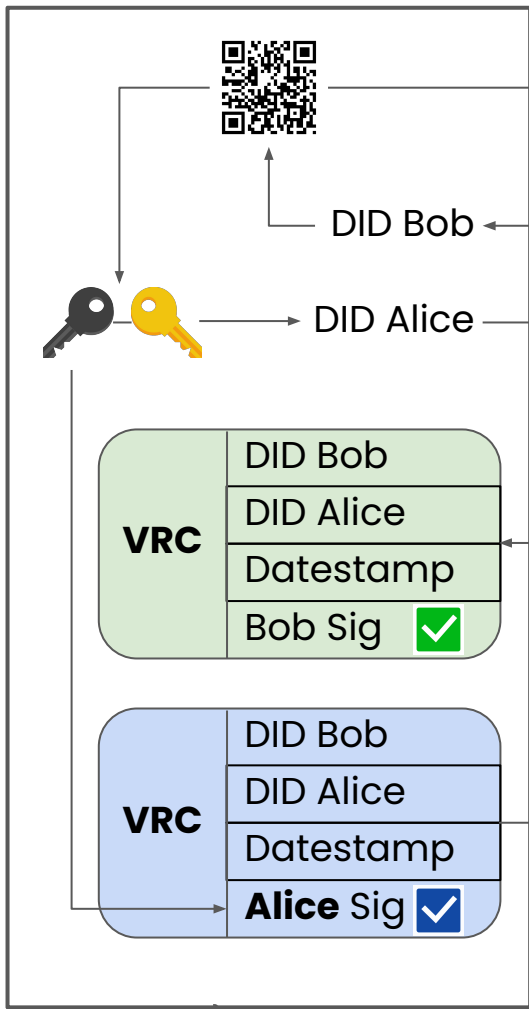 DID Bob
DID Alice
VRC
DID Bob
DID Alice
Datestamp
Bob Sig
VRC
DID Bob
DID Alice
Datestamp
Alice Sig